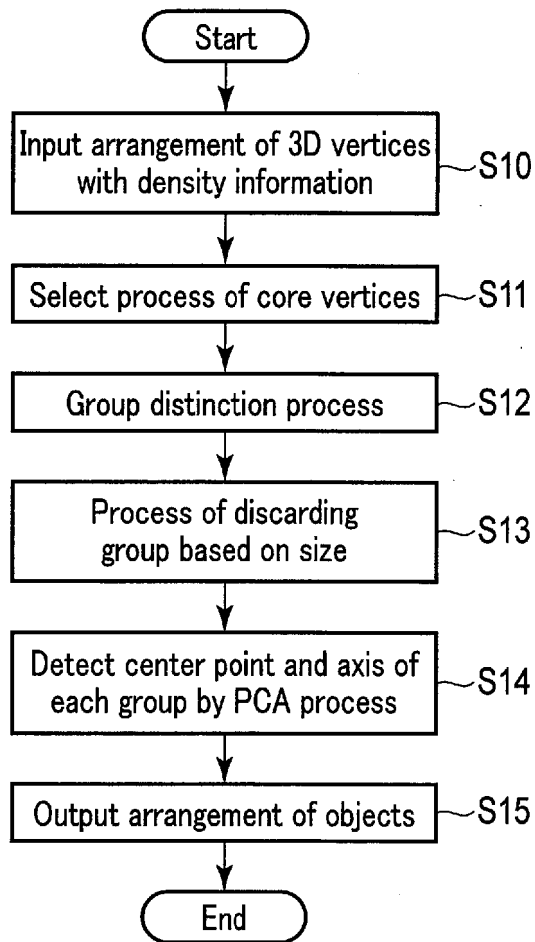 Start
Input arrangement of 3D vertices
with density information
S10
Select process of core vertices
S11
Group distinction process
S12
Process of discarding
group based on size
S13
Detect center point and axis of
each group by PCA process
S14
Output arrangement of objects
S15
End